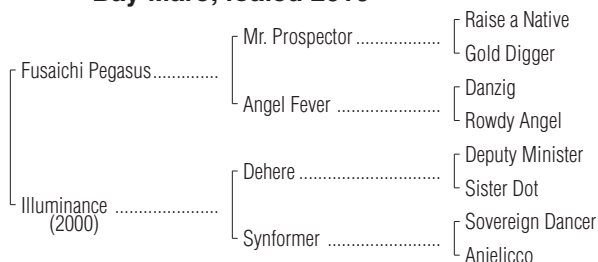 Bay Mare; foaled
Raise a Native
Mr. Prospector ...................
Gold Digger
Fusaichi Pegasus..............
Danzig
Angel Fever ......................
Rowdy Angel
Deputy Minister
Dehere ..............................
Sister Dot
Illuminance ......................
(2000)
Sovereign Dancer
Synformer ........................
Anjelicco